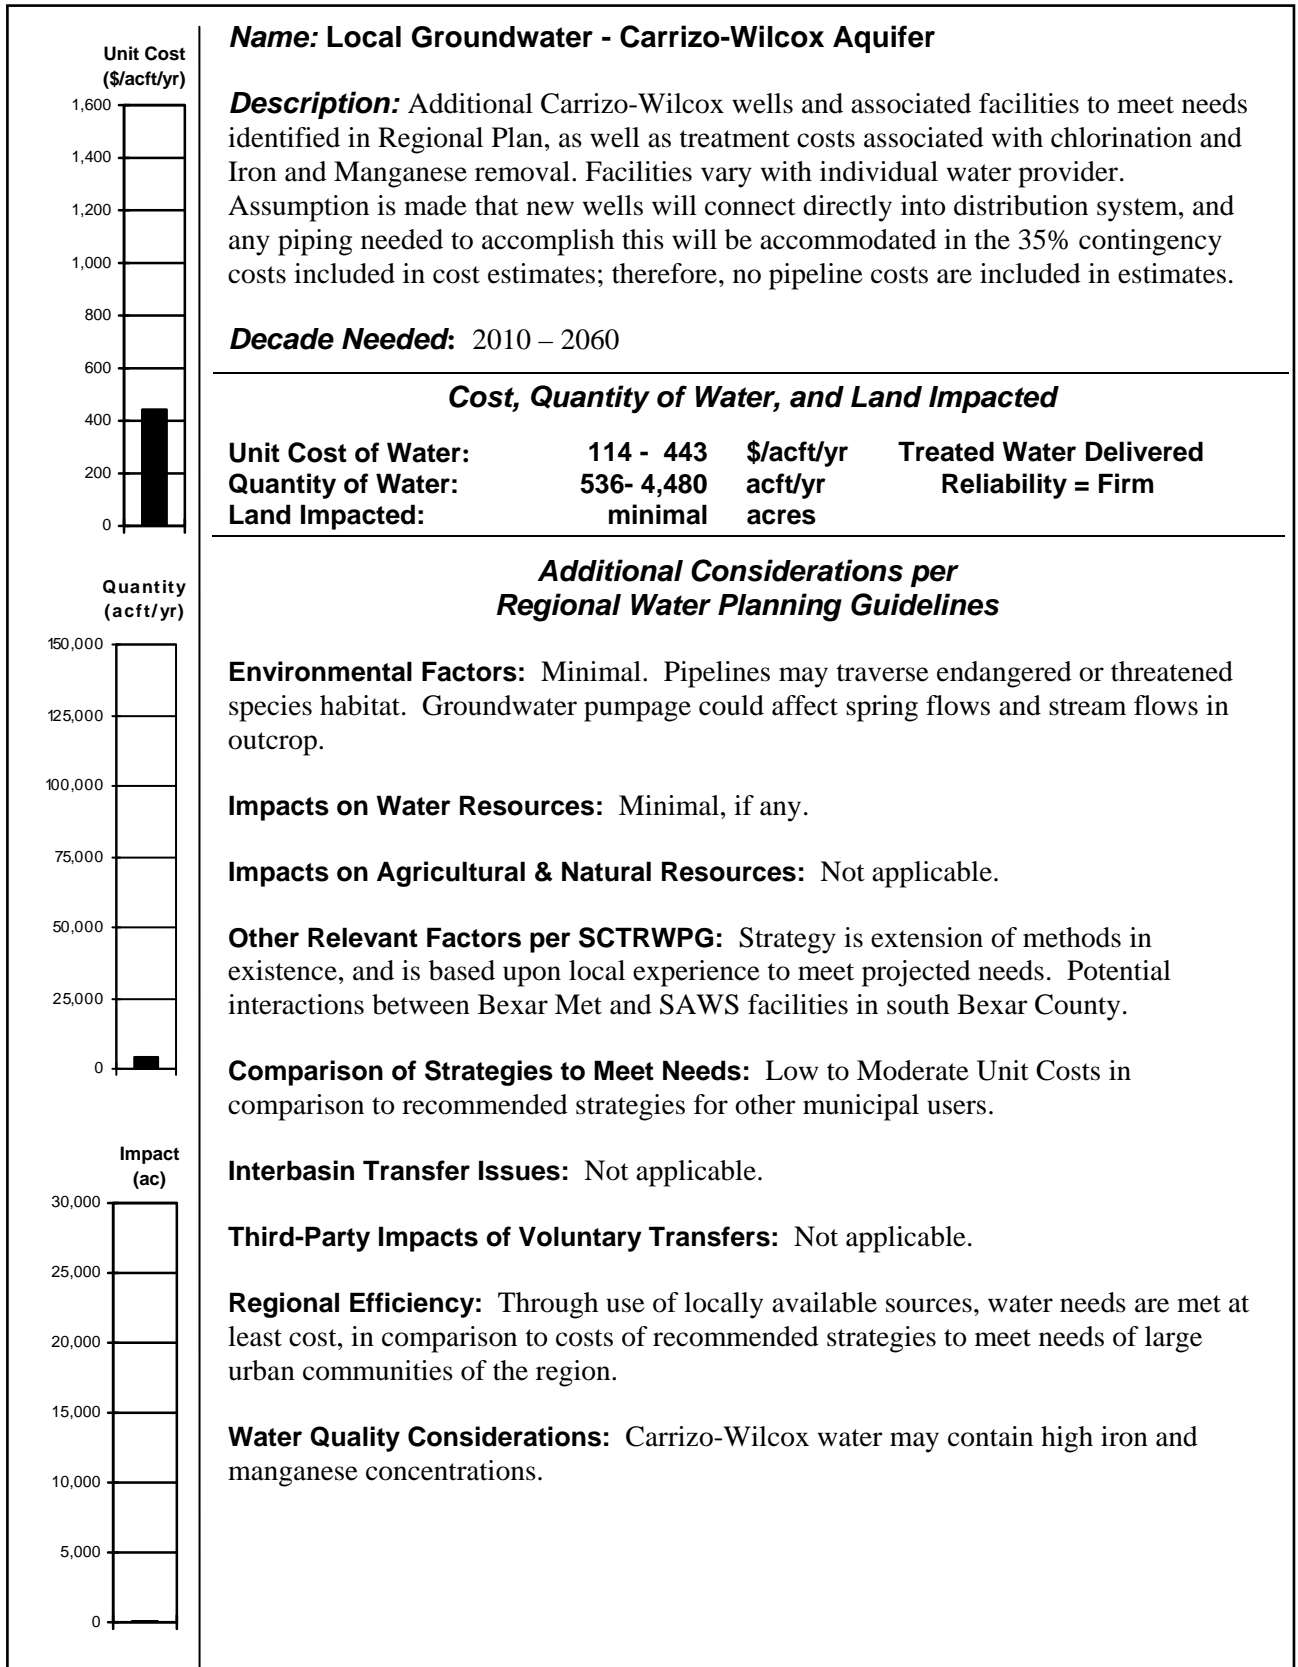 Unit Cost
($/acft/yr)
1,600
1,400
1,200
1,000
800
600
400
200
0
Quantity
(acft/yr)
150,000
125,000
100,000
75,000
50,000
25,000
0
Impact
(ac)
30,000
25,000
20,000
15,000
10,000
5,000
0
Name: Local Groundwater - Carrizo-Wilcox Aquifer
Description: Additional Carrizo-Wilcox wells and associated facilities to meet needs
identified in Regional Plan, as well as treatment costs associated with chlorination and
Iron and Manganese removal. Facilities vary with individual water provider.
Assumption is made that new wells will connect directly into distribution system, and
any piping needed to accomplish this will be accommodated in the 35% contingency
costs included in cost estimates; therefore, no pipeline costs are included in estimates.
Decade Needed: 2010 – 2060
Cost, Quantity of Water, and Land Impacted
Unit Cost of Water: 114 - 443 $/acft/yr Treated Water Delivered
Quantity of Water: 536- 4,480 acft/yr Reliability = Firm
Land Impacted: minimal acres
Additional Considerations per
Regional Water Planning Guidelines
Environmental Factors: Minimal. Pipelines may traverse endangered or threatened
species habitat. Groundwater pumpage could affect spring flows and stream flows in
outcrop.
Impacts on Water Resources: Minimal, if any.
Impacts on Agricultural & Natural Resources: Not applicable.
Other Relevant Factors per SCTRWPG: Strategy is extension of methods in
existence, and is based upon local experience to meet projected needs. Potential
interactions between Bexar Met and SAWS facilities in south Bexar County.
Comparison of Strategies to Meet Needs: Low to Moderate Unit Costs in
comparison to recommended strategies for other municipal users.
Interbasin Transfer Issues: Not applicable.
Third-Party Impacts of Voluntary Transfers: Not applicable.
Regional Efficiency: Through use of locally available sources, water needs are met at
least cost, in comparison to costs of recommended strategies to meet needs of large
urban communities of the region.
Water Quality Considerations: Carrizo-Wilcox water may contain high iron and
manganese concentrations.